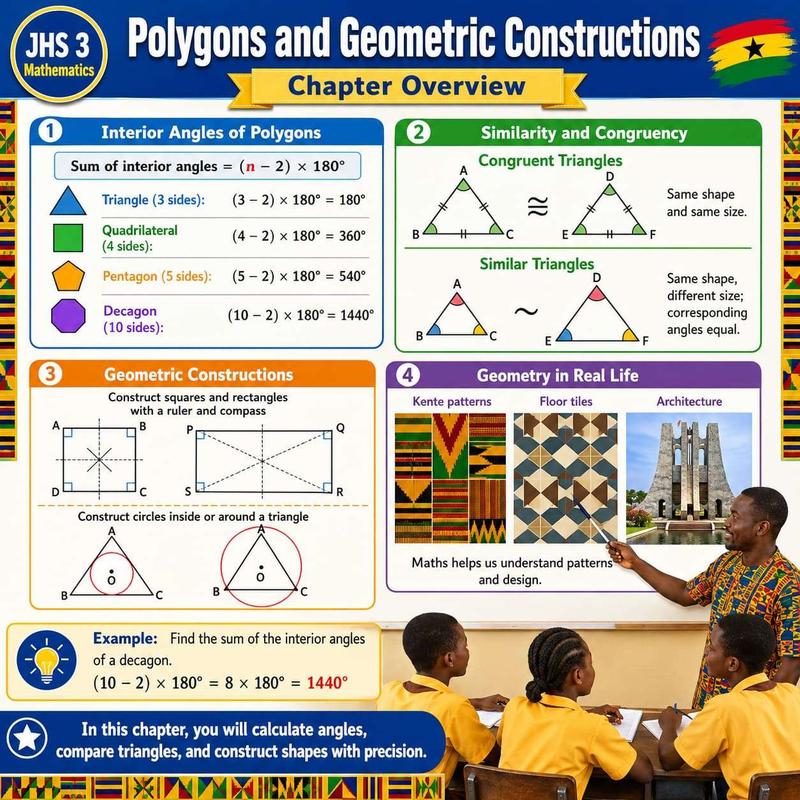 JHS 3
Mathematics
Polygons and Geometric Constructions
Chapter Overview
1 Interior Angles of Polygons
Sum of interior angles = (n − 2) × 180°
Triangle (3 sides): (3 − 2) × 180° = 180°
Quadrilateral
(4 sides): (4 − 2) × 180° = 360°
Pentagon (5 sides): (5 − 2) × 180° = 540°
Decagon
(10 sides): (10 − 2) × 180° = 1440°
2 Similarity and Congruency
Congruent Triangles
A
D
≅
Same shape
and same size.
B C E F
Similar Triangles
A
D
~
Same shape,
different size;
corresponding
angles equal.
B C E F
3 Geometric Constructions
Construct squares and rectangles
with a ruler and compass
A B P Q
D C S R
Construct circles inside or around a triangle
A A
O O
B C B C
4 Geometry in Real Life
Kente patterns Floor tiles Architecture
Maths helps us understand patterns
and design.
Example: Find the sum of the interior angles
of a decagon.
(10 − 2) × 180° = 8 × 180° = 1440°
In this chapter, you will calculate angles,
compare triangles, and construct shapes with precision.